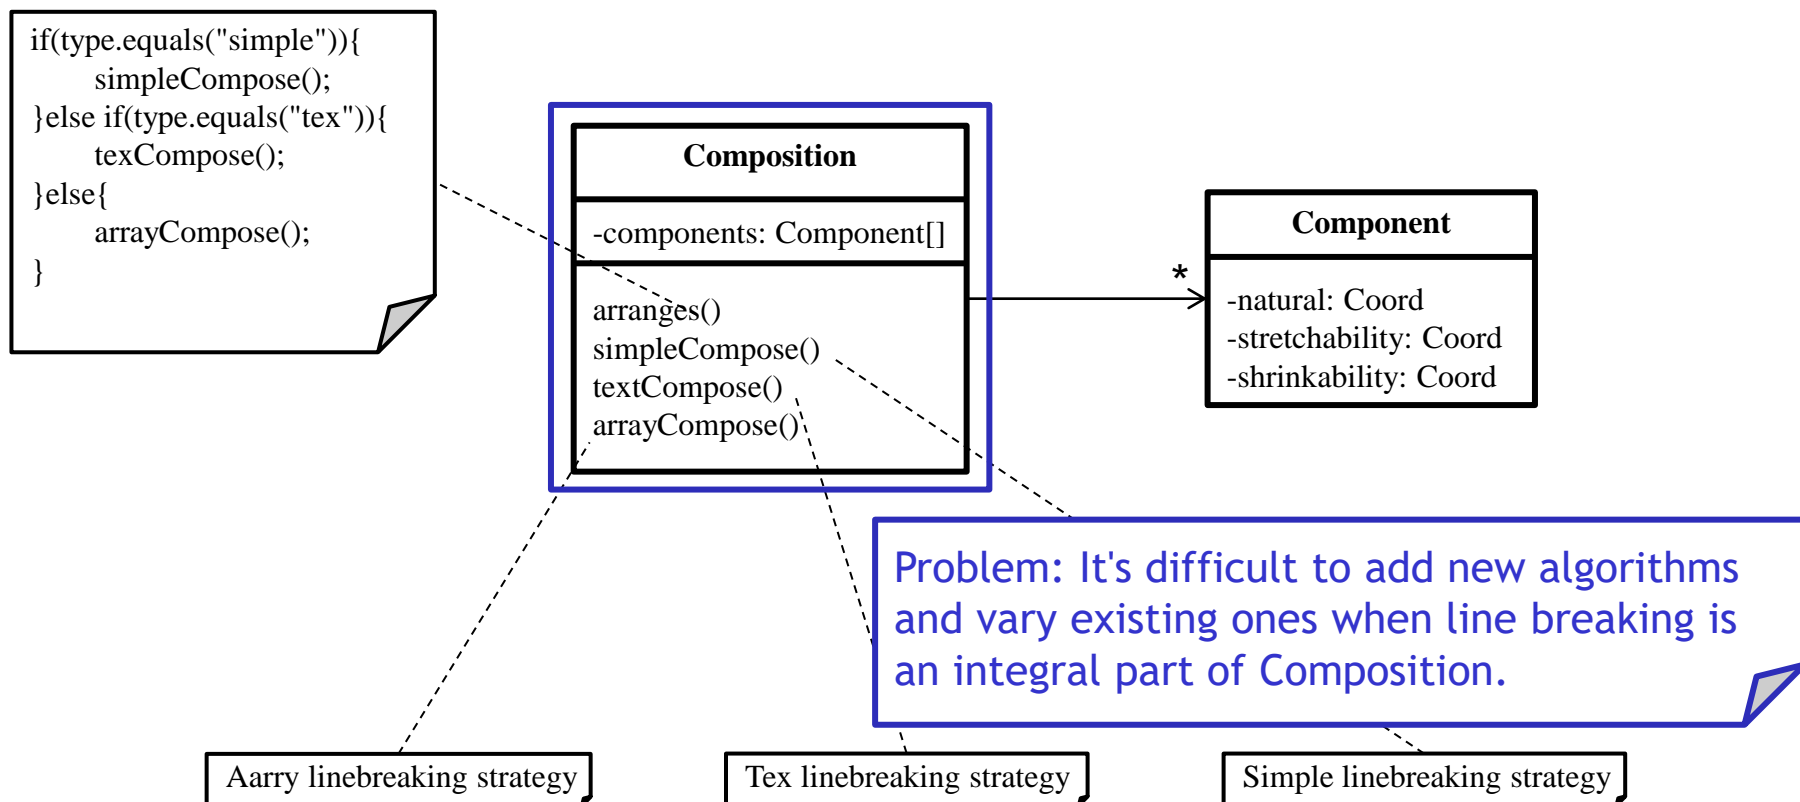 if(type.equals("simple")){
simpleCompose();
}else if(type.equals("tex")){
texCompose();
}else{
arrayCompose();
}
Composition
-components: Component[]
arranges()
simpleCompose()
textCompose()
arrayCompose()
*
Component
-natural: Coord
-stretchability: Coord
-shrinkability: Coord
Problem: It's difficult to add new algorithms
and vary existing ones when line breaking is
an integral part of Composition.
Aarry linebreaking strategy
Tex linebreaking strategy
Simple linebreaking strategy